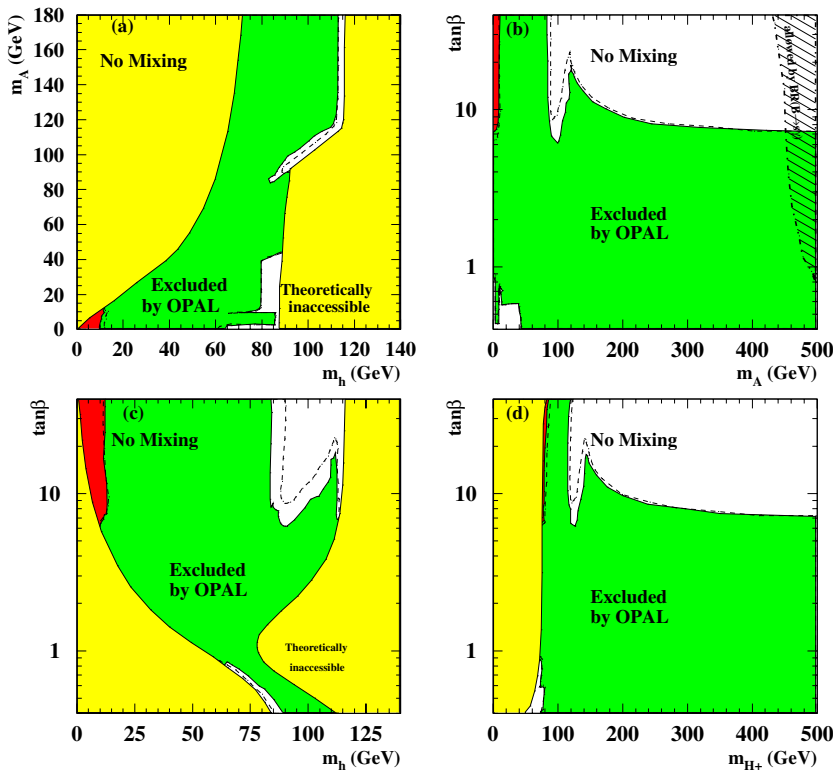 m_A (GeV)
180
160
140
120
100
80
60
40
20
0
(a)
No Mixing
Excluded
by OPAL
Theoretically
inaccessible
0 20 40 60 80 100 120 140
m_h (GeV)
tanβ
10
1
(b)
No Mixing
Excluded
by OPAL
0 100 200 300 400 500
m_A (GeV)
tanβ
10
1
(c)
No Mixing
Excluded
by OPAL
Theoretically
inaccessible
0 25 50 75 100 125
m_h (GeV)
tanβ
10
1
(d)
No Mixing
Excluded
by OPAL
0 100 200 300 400 500
m_H+ (GeV)